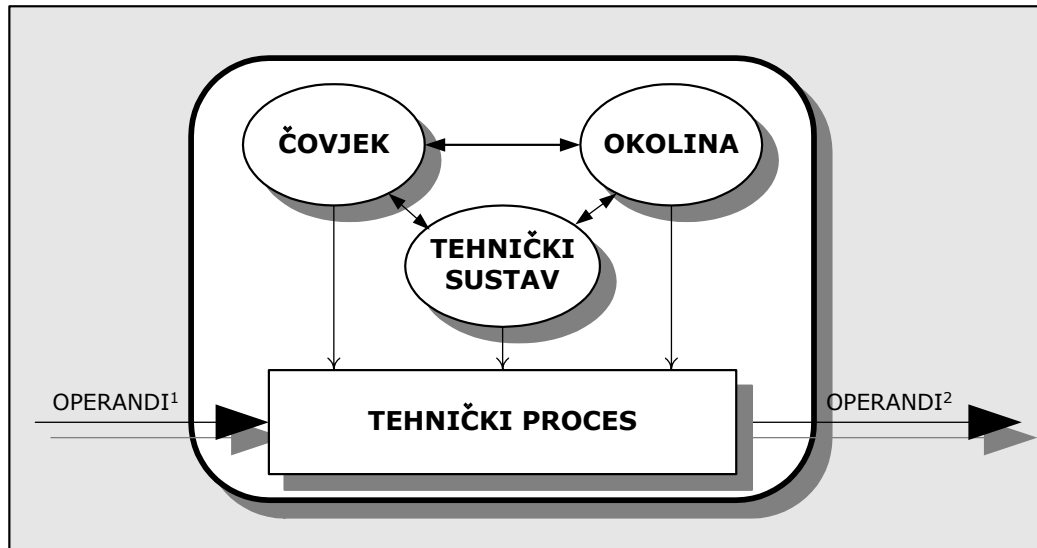 ČOVJEK
OKOLINA
TEHNIČKI
SUSTAV
OPERANDI¹
TEHNIČKI PROCES
OPERANDI²